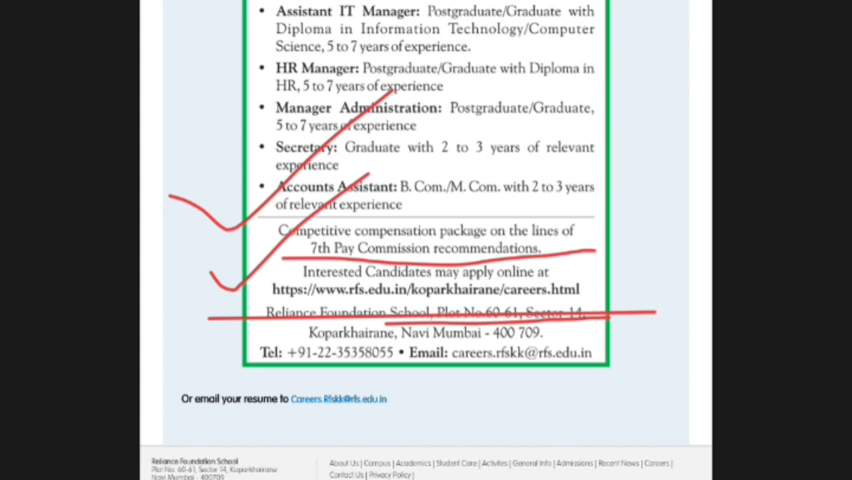 • Assistant IT Manager: Postgraduate/Graduate with
Diploma in Information Technology/Computer
Science, 5 to 7 years of experience.
• HR Manager: Postgraduate/Graduate with Diploma in
HR, 5 to 7 years of experience
• Manager Administration: Postgraduate/Graduate,
5 to 7 years of experience
• Secretary: Graduate with 2 to 3 years of relevant
experience
• Accounts Assistant: B. Com./M. Com. with 2 to 3 years
of relevant experience
Competitive compensation package on the lines of
7th Pay Commission recommendations.
Interested Candidates may apply online at
https://www.rfs.edu.in/koparkhairane/careers.html
Reliance Foundation School, Plot No.60-61, Sector-14,
Koparkhairane, Navi Mumbai - 400 709.
Tel: +91-22-35358055 • Email: careers.rfskk@rfs.edu.in
Or email your resume to Careers.Rfskk@rfs.edu.in
Reliance Foundation School
Plot No. 60-61, Sector 14, Koparkhairane
Navi Mumbai - 400709
About Us | Campus | Academics | Student Care | Activites | General Info | Admissions | Recent News | Careers |
Contact Us | Privacy Policy |